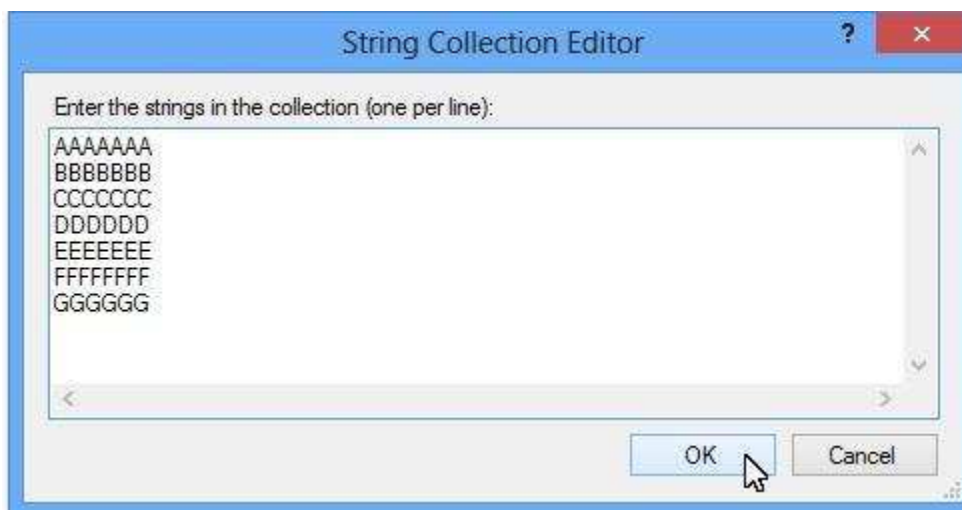 String Collection Editor
?
Enter the strings in the collection (one per line):
AAAAAAA
BBBBBBB
CCCCCCC
DDDDDD
EEEEEEE
FFFFFFFF
GGGGGG
OK
Cancel